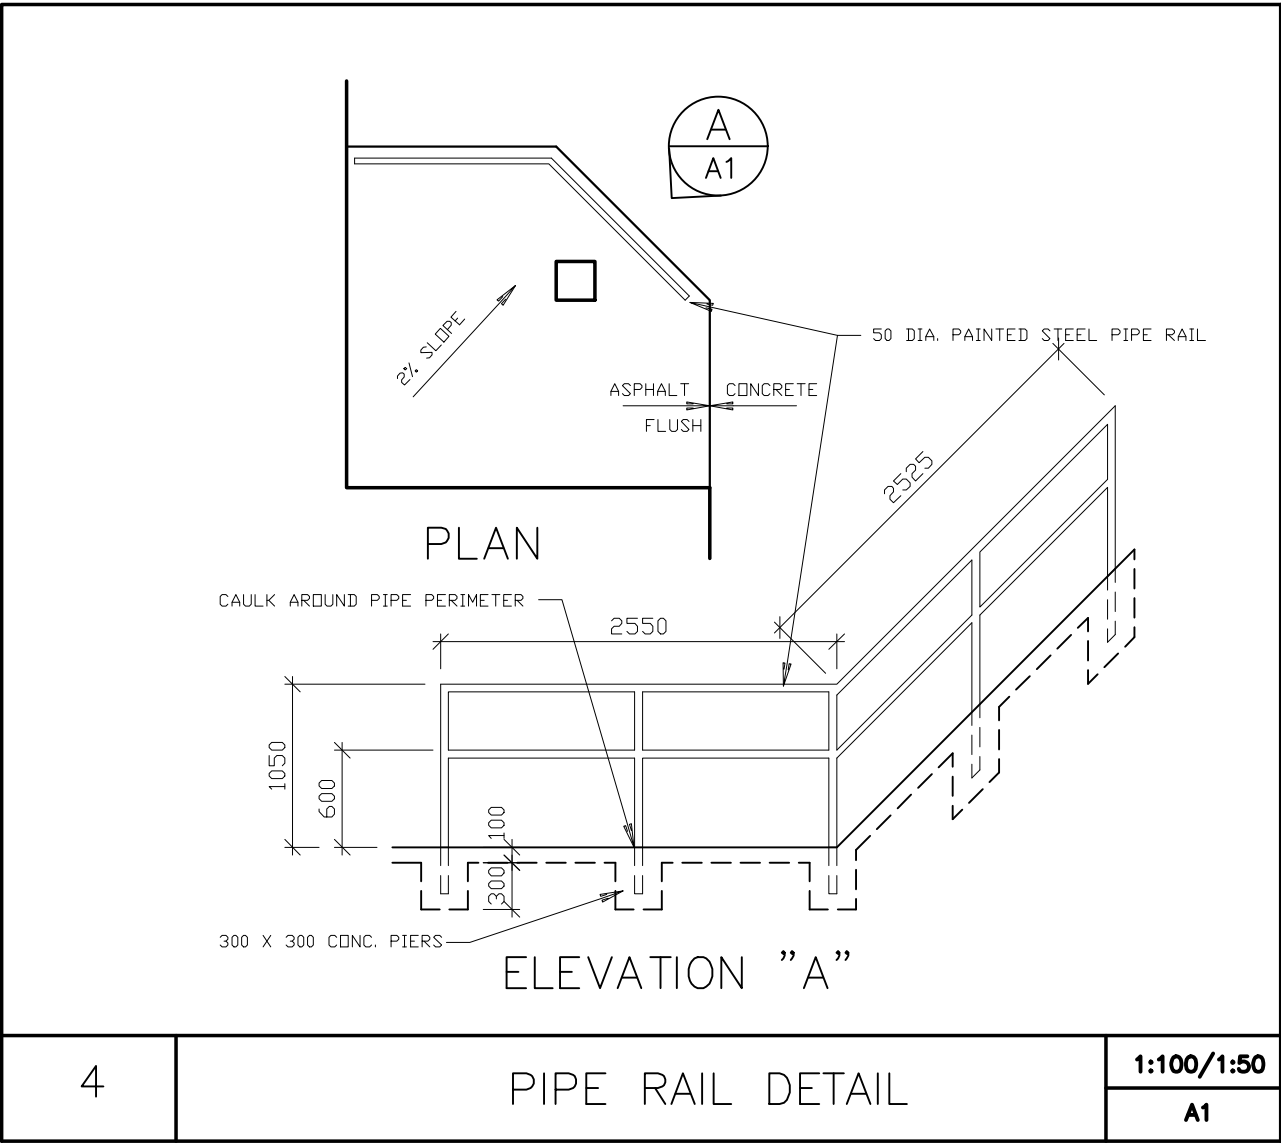 A
A1
50 DIA. PAINTED STEEL PIPE RAIL
2% SLOPE
ASPHALT
CONCRETE
FLUSH
2525
PLAN
CAULK AROUND PIPE PERIMETER
2550
1050
600
100
300
300 X 300 CONC. PIERS
ELEVATION "A"
4
PIPE RAIL DETAIL
1:100/1:50
A1